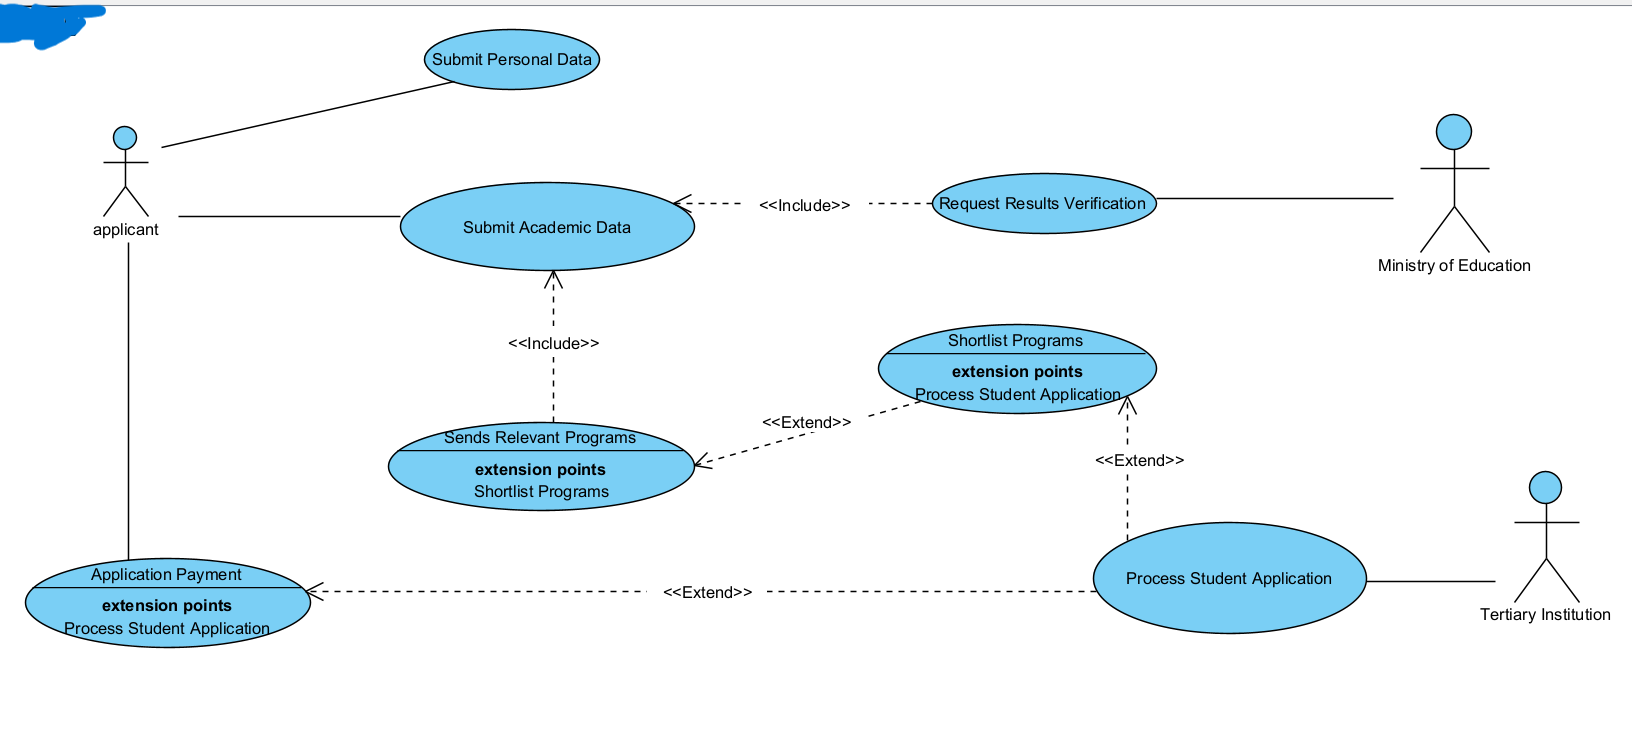 Submit Personal Data
applicant
Submit Academic Data
<<Include>>
Request Results Verification
Ministry of Education
<<Include>>
Shortlist Programs
extension points
Process Student Application
<<Extend>>
Sends Relevant Programs
extension points
Shortlist Programs
<<Extend>>
Application Payment
extension points
Process Student Application
<<Extend>>
Process Student Application
Tertiary Institution